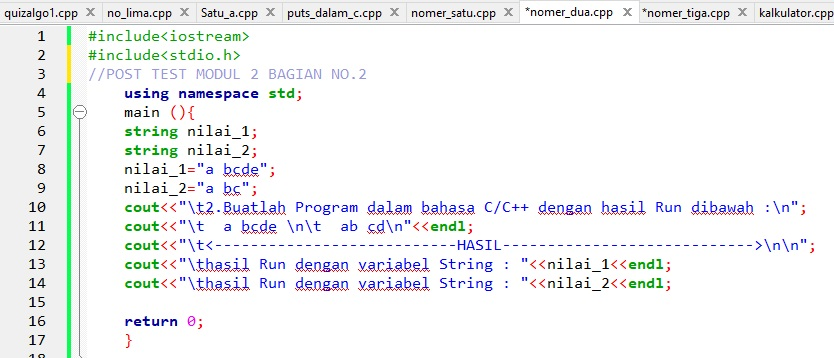 quizalgo1.cpp no_lima.cpp Satu_a.cpp puts_dalam_c.cpp nomer_satu.cpp *nomer_dua.cpp *nomer_tiga.cpp kalkulator.cpp
1 #include<iostream>
2 #include<stdio.h>
3 //POST TEST MODUL 2 BAGIAN NO.2
4 using namespace std;
5 main (){
6 string nilai_1;
7 string nilai_2;
8 nilai_1="a bcde";
9 nilai_2="a bc";
10 cout<<"\t2.Buatlah Program dalam bahasa C/C++ dengan hasil Run dibawah :\n";
11 cout<<"\t  a bcde \n\t  ab cd\n"<<endl;
12 cout<<"\t<---------------------------HASIL---------------------------->\n\n";
13 cout<<"\thasil Run dengan variabel String : "<<nilai_1<<endl;
14 cout<<"\thasil Run dengan variabel String : "<<nilai_2<<endl;
15
16 return 0;
17 }